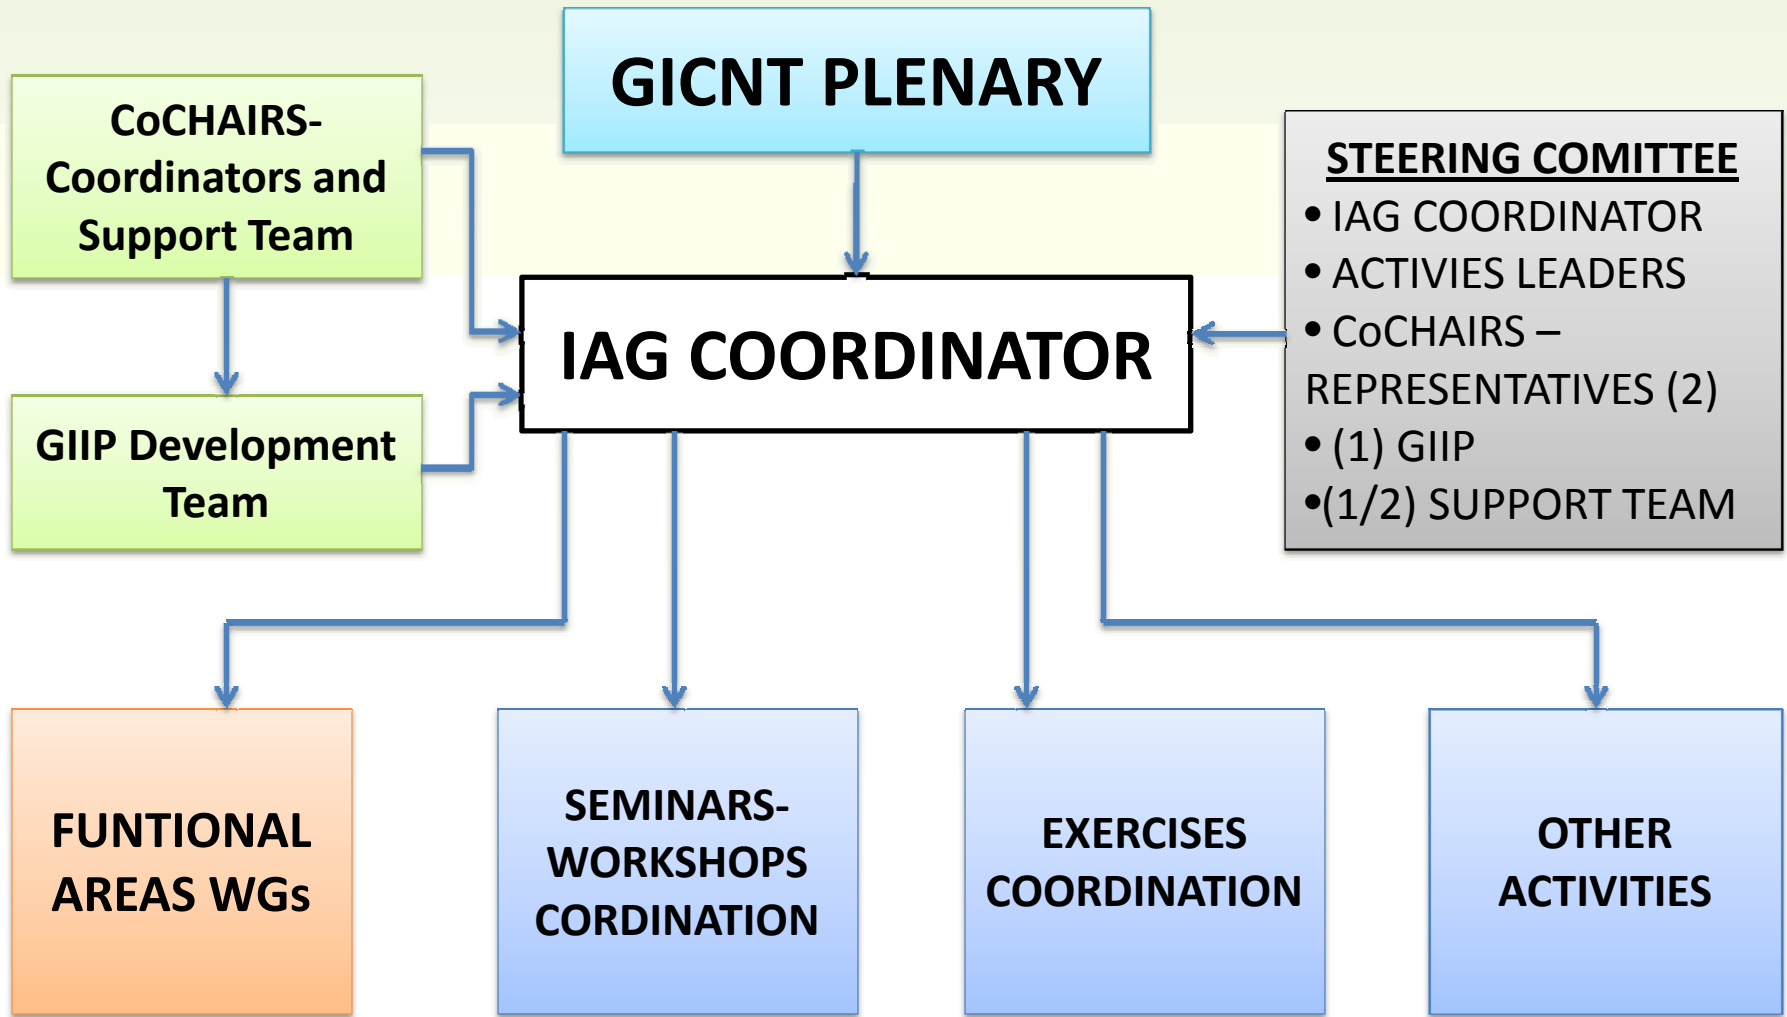 GICNT PLENARY
CoCHAIRS-
Coordinators and
Support Team
STEERING COMITTEE
• IAG COORDINATOR
• ACTIVIES LEADERS
• CoCHAIRS –
REPRESENTATIVES (2)
• (1) GIIP
•(1/2) SUPPORT TEAM
IAG COORDINATOR
GIIP Development
Team
FUNTIONAL
AREAS WGs
SEMINARS-
WORKSHOPS
CORDINATION
EXERCISES
COORDINATION
OTHER
ACTIVITIES